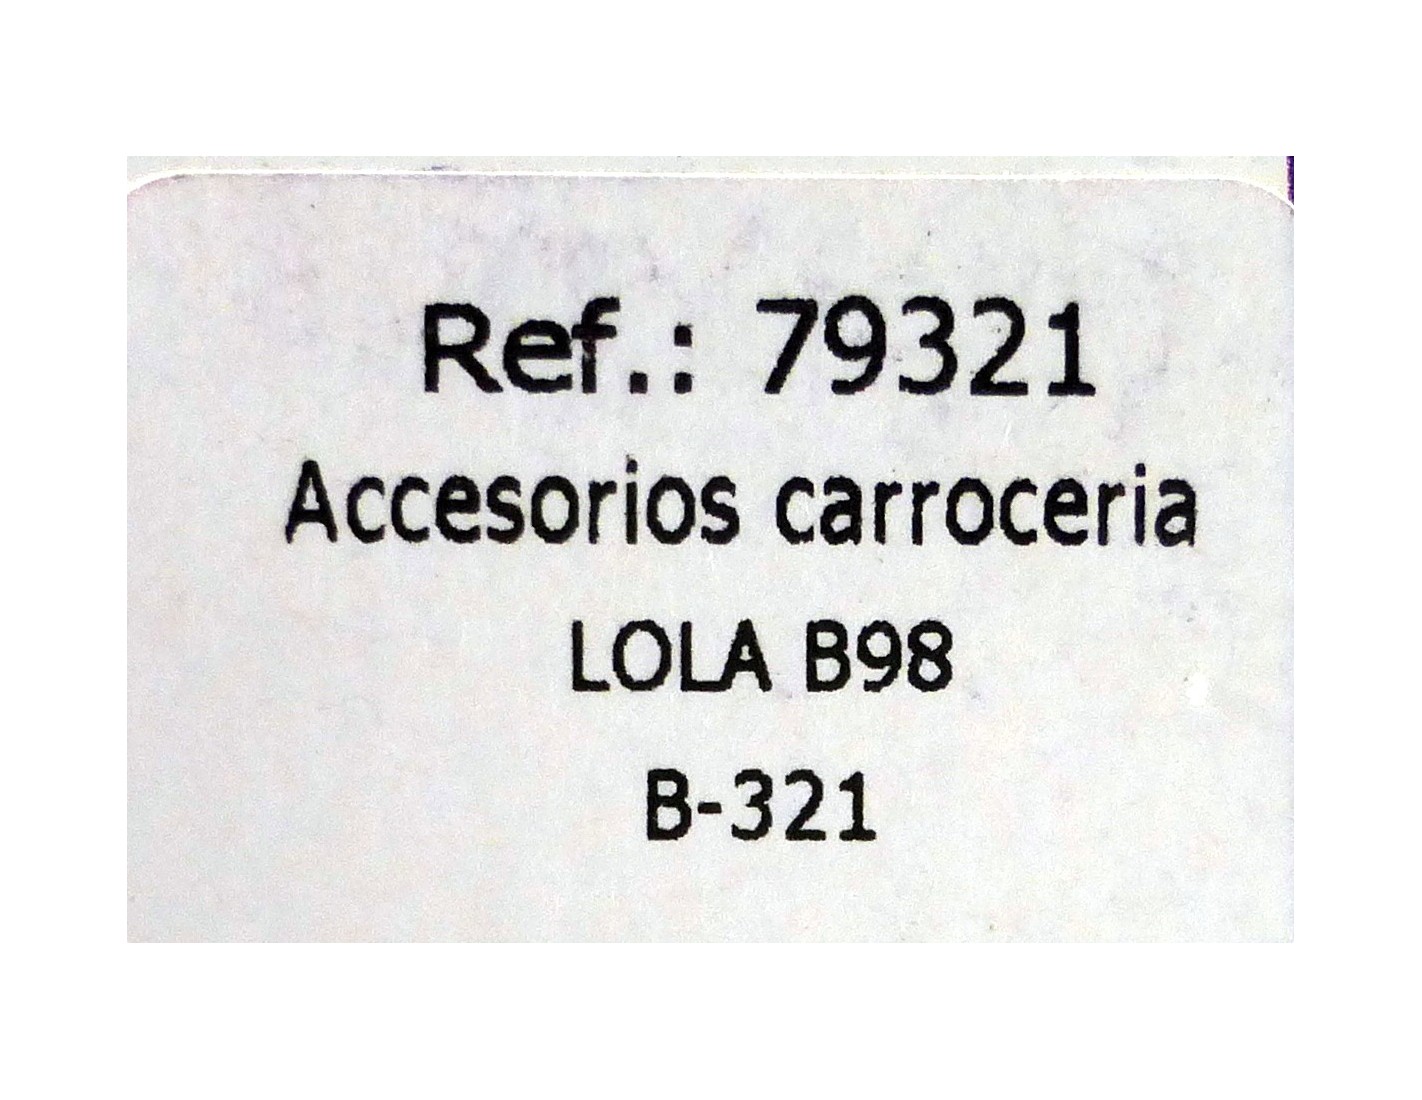 Ref.: 79321
Accesorios carroceria
LOLA B98
B-321